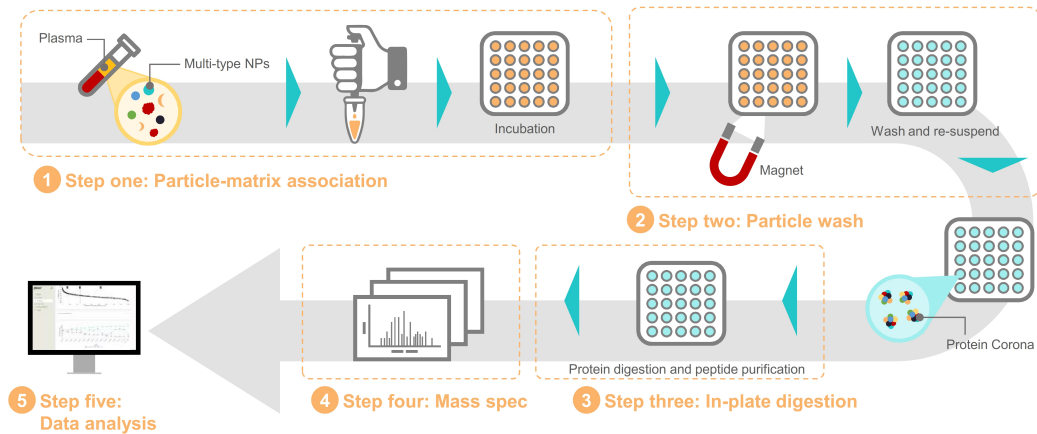 Plasma
Multi-type NPs
Incubation
1 Step one: Particle-matrix association
Magnet
Wash and re-suspend
2 Step two: Particle wash
Protein Corona
Protein digestion and peptide purification
3 Step three: In-plate digestion
4 Step four: Mass spec
5 Step five:
Data analysis